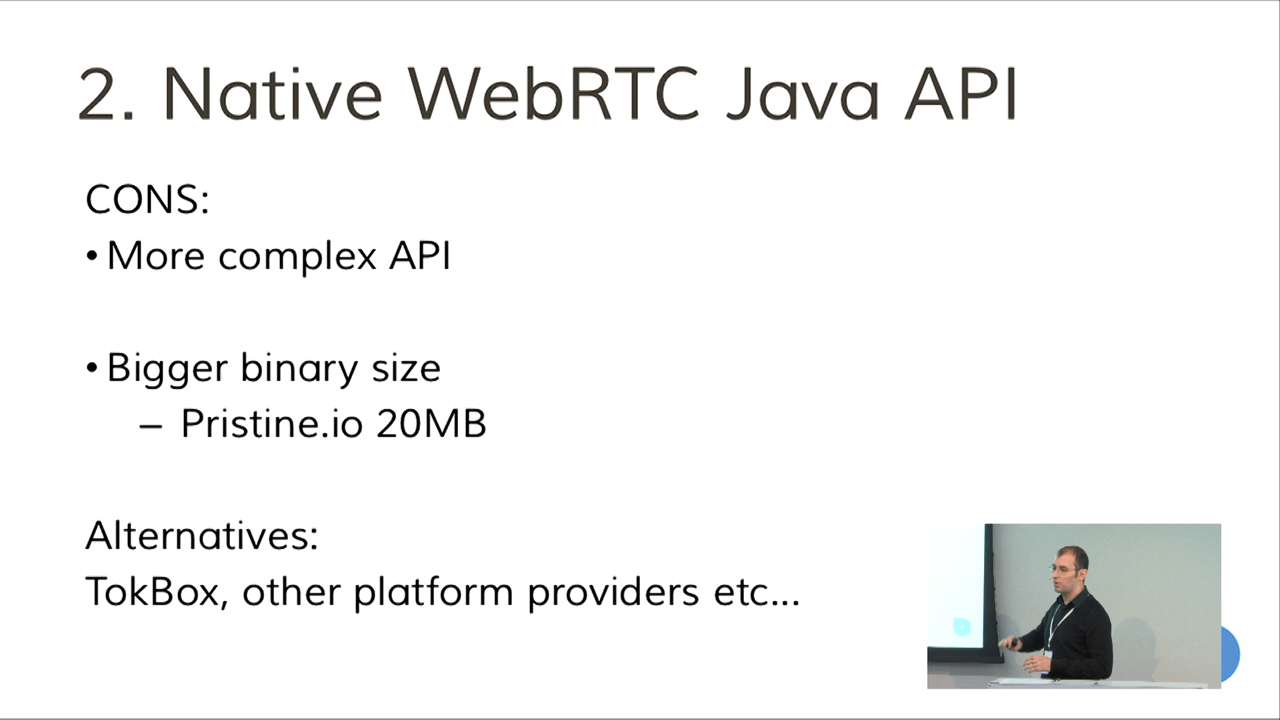 2. Native WebRTC Java API
CONS:
• More complex API
• Bigger binary size
– Pristine.io 20MB
Alternatives:
TokBox, other platform providers etc...